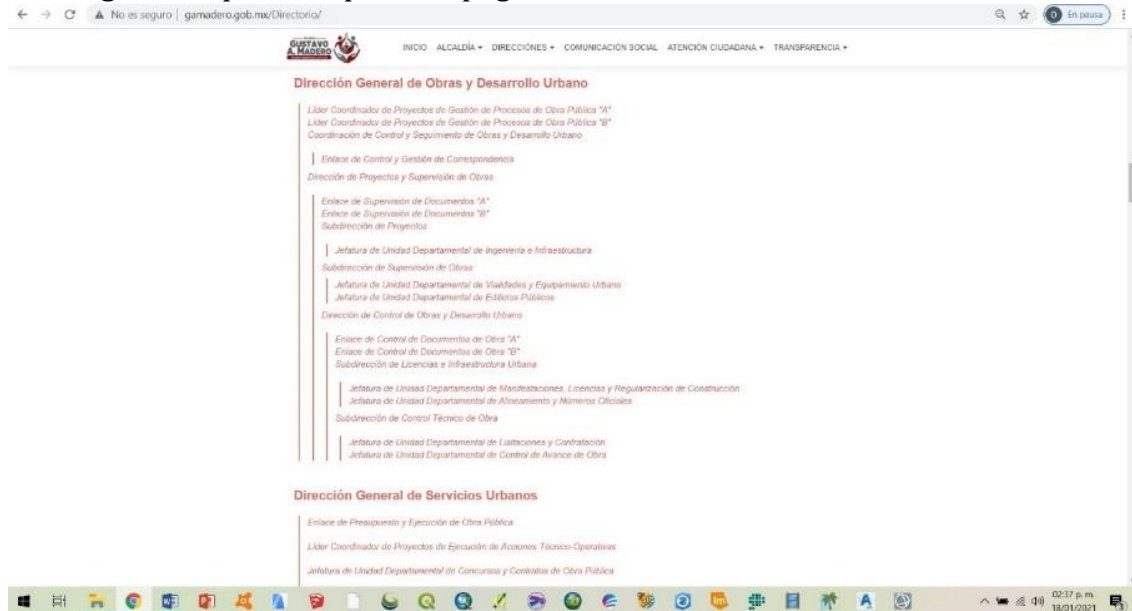 No es seguro | gamadero.gob.mx/Directorio/
En pausa
GUSTAVO
A. MADERO
INICIO ALCALDÍA DIRECCIÓNES COMUNICACIÓN SOCIAL ATENCIÓN CIUDADANA TRANSPARENCIA
Dirección General de Obras y Desarrollo Urbano
Líder Coordinador de Proyectos de Gestión de Procesos de Obra Pública "A"
Líder Coordinador de Proyectos de Gestión de Procesos de Obra Pública "B"
Coordinación de Control y Seguimiento de Obras y Desarrollo Urbano
Enlace de Control y Gestión de Correspondencia
Dirección de Proyectos y Supervisión de Obras
Enlace de Supervisión de Documentos "A"
Enlace de Supervisión de Documentos "B"
Subdirección de Proyectos
Jefatura de Unidad Departamental de Ingeniería e Infraestructura
Subdirección de Supervisión de Obras
Jefatura de Unidad Departamental de Vialidades y Equipamiento Urbano
Jefatura de Unidad Departamental de Edificios Públicos
Dirección de Control de Obras y Desarrollo Urbano
Enlace de Control de Documentos de Obra "A"
Enlace de Control de Documentos de Obra "B"
Subdirección de Licencias e Infraestructura Urbana
Jefatura de Unidad Departamental de Manifestaciones, Licencias y Regularización de Construcción
Jefatura de Unidad Departamental de Alineamiento y Números Oficiales
Subdirección de Control Técnico de Obra
Jefatura de Unidad Departamental de Licitaciones y Contratación
Jefatura de Unidad Departamental de Control de Avance de Obra
Dirección General de Servicios Urbanos
Enlace de Presupuesto y Ejecución de Obra Pública
Líder Coordinador de Proyectos de Ejecución de Acciones Técnico-Operativas
Jefatura de Unidad Departamental de Concursos y Contratos de Obra Pública
02:37 p. m.
18/01/2021